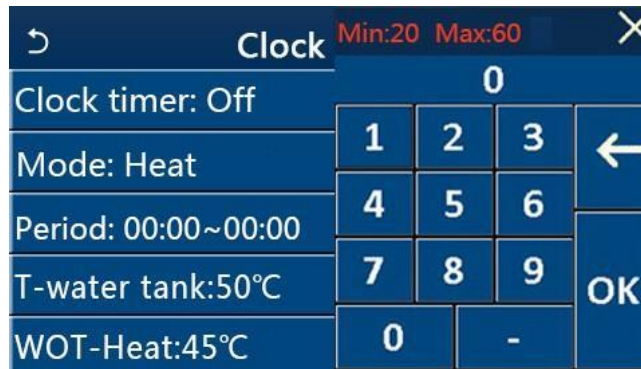 Clock
Clock timer: Off
Mode: Heat
Period: 00:00~00:00
T-water tank:50℃
WOT-Heat:45℃
Min:20 Max:60
0
1 2 3
4 5 6
7 8 9
OK
0 -